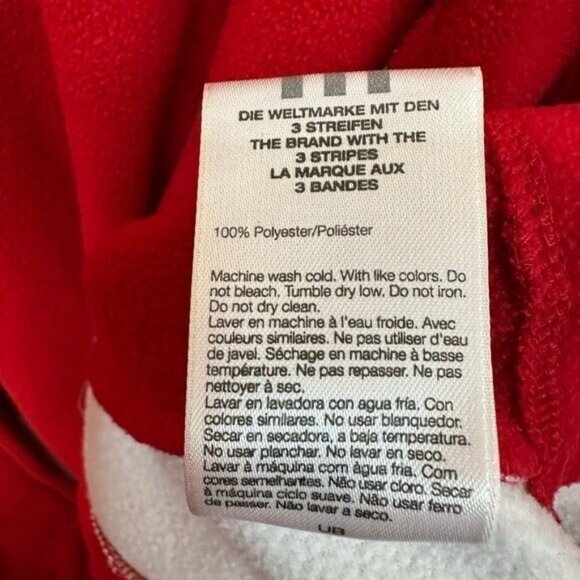 DIE WELTMARKE MIT DEN
3 STREIFEN
THE BRAND WITH THE
3 STRIPES
LA MARQUE AUX
3 BANDES
100% Polyester/Poliéster
Machine wash cold. With like colors. Do
not bleach. Tumble dry low. Do not iron.
Do not dry clean.
Laver en machine à l'eau froide. Avec
couleurs similaires. Ne pas utiliser d'eau
de javel. Séchage en machine à basse
température. Ne pas repasser. Ne pas
nettoyer à sec.
Lavar en lavadora con agua fría. Con
colores similares. No usar blanqueador.
Secar en secadora, a baja temperatura.
No usar planchar. No lavar en seco.
Lavar à máquina com água fria. Com
cores semelhantes. Não usar cloro. Secar
à máquina ciclo suave. Não usar ferro
de passer. Não lavar a seco.